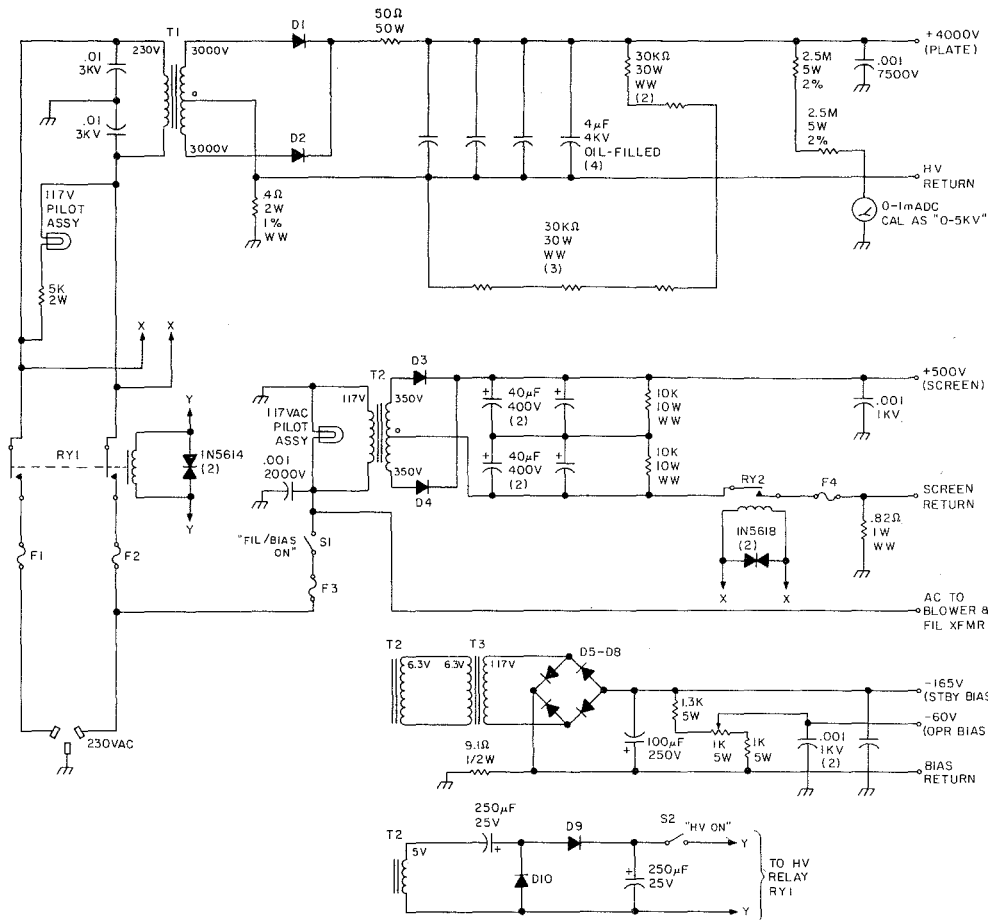 T1
230V
3000V
3000V
.01
3KV
.01
3KV
D1
D2
50Ω
50W
.4Ω
2W
1%
WW
4μF
4KV
OIL-FILLED
(4)
30KΩ
30W
WW
(2)
30KΩ
30W
WW
(3)
2.5M
5W
2%
2.5M
5W
2%
.001
7500V
+4000V
(PLATE)
HV
RETURN
0-1mADC
CAL AS "0-5KV"
117V
PILOT
ASSY
5K
2W
X
X
Y
Y
RY1
1N5614
(2)
F1
F2
230VAC
117VAC
PILOT
ASSY
.001
2000V
"FIL/BIAS
ON"
S1
F3
T2
117V
350V
350V
D3
D4
40μF
400V
(2)
40μF
400V
(2)
10K
10W
WW
10K
10W
WW
+500V
(SCREEN)
.001
1KV
RY2
F4
1N5618
(2)
X
X
SCREEN
RETURN
.82Ω
1W
WW
AC TO
BLOWER &
FIL XFMR
T2
6.3V
6.3V
T3
117V
D5-D8
9.1Ω
1/2W
100μF
250V
1.3K
5W
1K
5W
1K
5W
.001
1KV
(2)
-165V
(STBY BIAS
-60V
(OPR BIAS
BIAS
RETURN
T2
5V
250μF
25V
D9
D10
250μF
25V
S2
"HV ON"
Y
Y
TO HV
RELAY
RY1